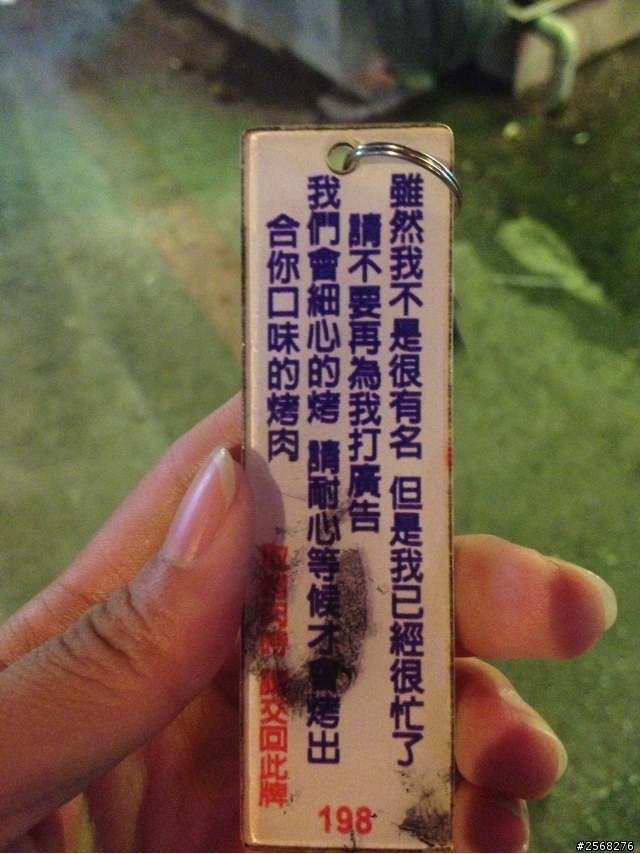 雖然我不是很有名 但是我已經很忙了
請不要再為我打廣告
我們會細心的烤 請耐心等候才會烤出
合你口味的烤肉
交回此牌
198
#2568276